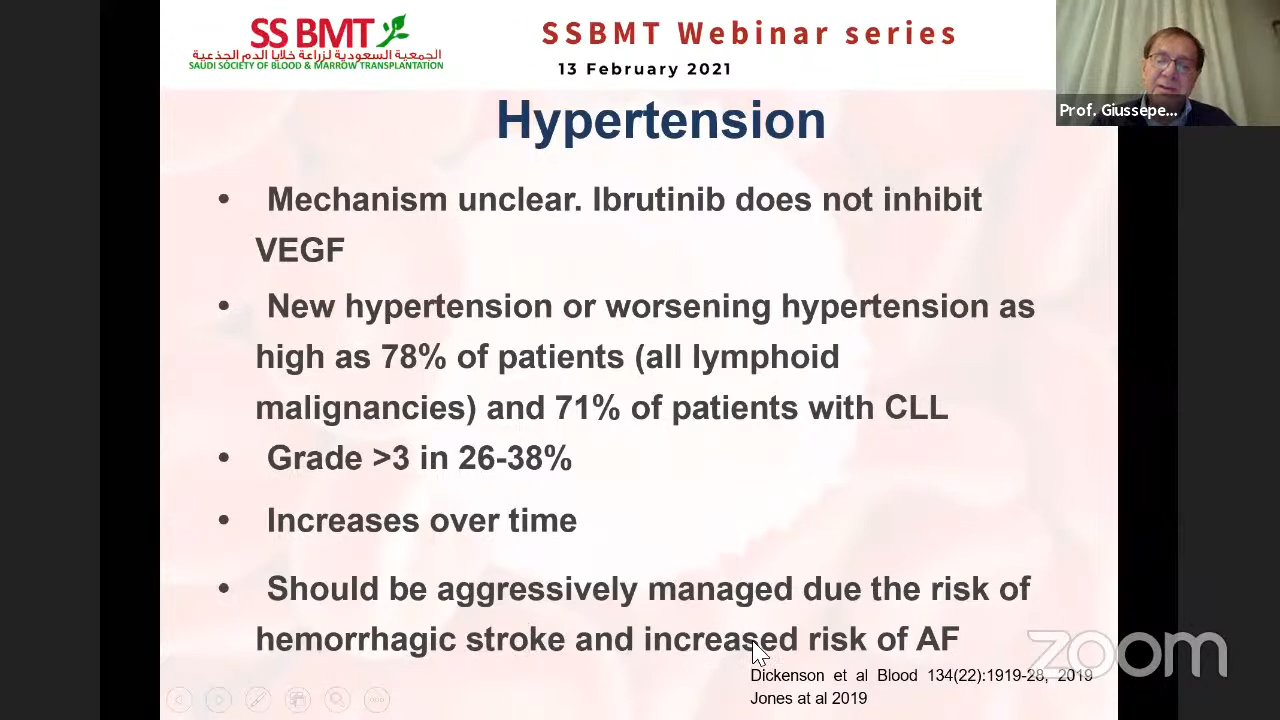 SS BMT
الجمعية السعودية لزراعة خلايا الدم الجذعية
SAUDI SOCIETY OF BLOOD & MARROW TRANSPLANTATION
SSBMT Webinar series
13 February 2021
Prof. Giussepe...
Hypertension
• Mechanism unclear. Ibrutinib does not inhibit
VEGF
• New hypertension or worsening hypertension as
high as 78% of patients (all lymphoid
malignancies) and 71% of patients with CLL
• Grade >3 in 26-38%
• Increases over time
• Should be aggressively managed due the risk of
hemorrhagic stroke and increased risk of AF
zoom
Dickenson et al Blood 134(22):1919-28, 2019
Jones at al 2019